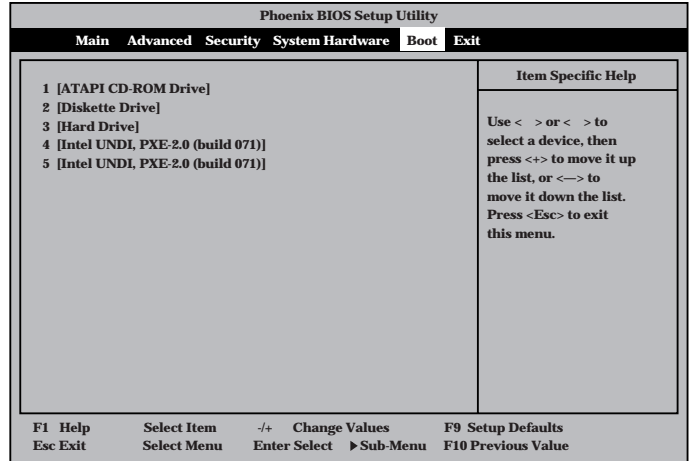 Phoenix BIOS Setup Utility
Main Advanced Security System Hardware Boot Exit
1 [ATAPI CD-ROM Drive]
2 [Diskette Drive]
3 [Hard Drive]
4 [Intel UNDI, PXE-2.0 (build 071)]
5 [Intel UNDI, PXE-2.0 (build 071)]
Item Specific Help
Use < > or < > to
select a device, then
press <+> to move it up
the list, or <—> to
move it down the list.
Press <Esc> to exit
this menu.
F1 Help Select Item -/+ Change Values F9 Setup Defaults
Esc Exit Select Menu Enter Select ▶Sub-Menu F10 Previous Value